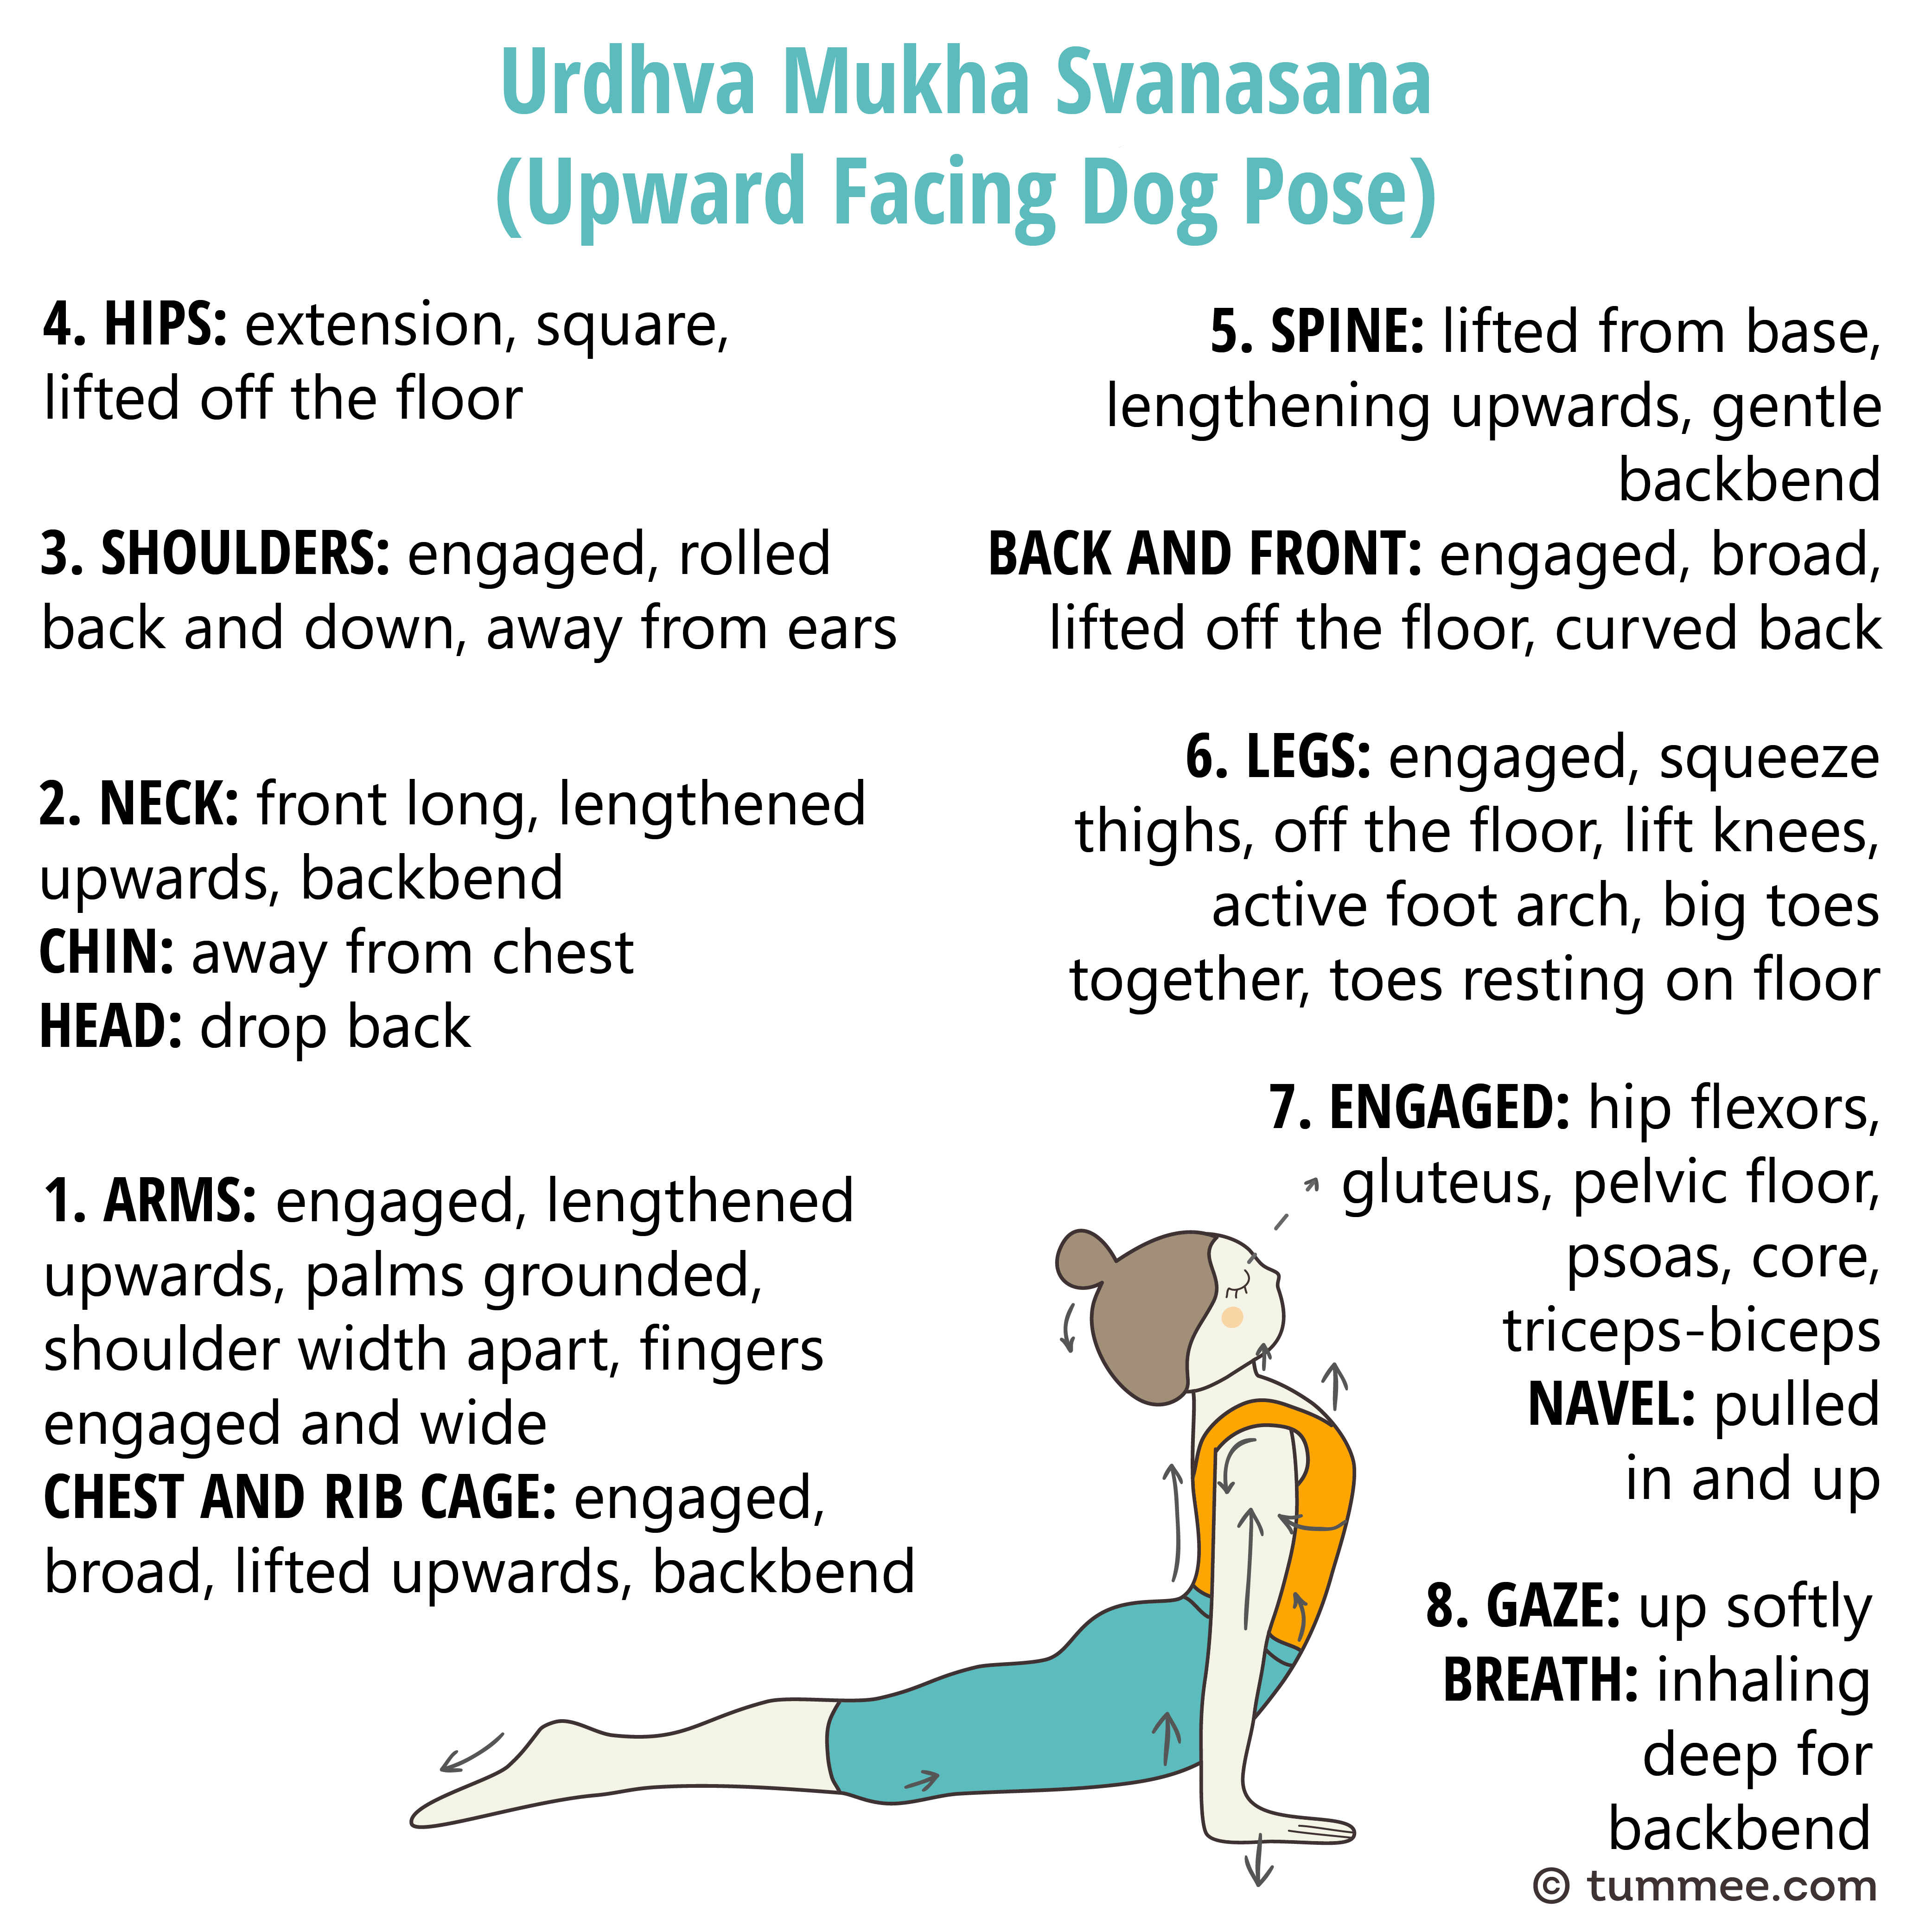 Urdhva Mukha Svanasana
(Upward Facing Dog Pose)
4. HIPS: extension, square,
lifted off the floor
3. SHOULDERS: engaged, rolled
back and down, away from ears
2. NECK: front long, lengthened
upwards, backbend
CHIN: away from chest
HEAD: drop back
1. ARMS: engaged, lengthened
upwards, palms grounded,
shoulder width apart, fingers
engaged and wide
CHEST AND RIB CAGE: engaged,
broad, lifted upwards, backbend
5. SPINE: lifted from base,
lengthening upwards, gentle
backbend
BACK AND FRONT: engaged, broad,
lifted off the floor, curved back
6. LEGS: engaged, squeeze
thighs, off the floor, lift knees,
active foot arch, big toes
together, toes resting on floor
7. ENGAGED: hip flexors,
gluteus, pelvic floor,
psoas, core,
triceps-biceps
NAVEL: pulled
in and up
8. GAZE: up softly
BREATH: inhaling
deep for
backbend
© tummee.com